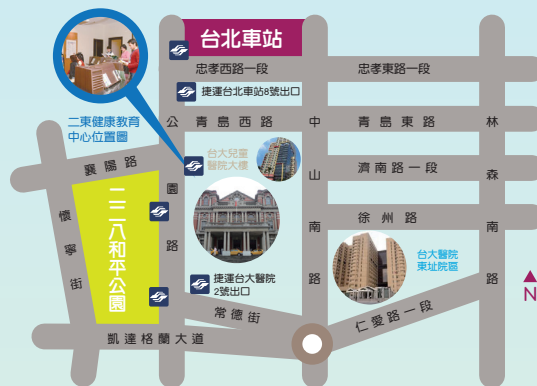 台北車站
忠孝西路一段
忠孝東路一段
捷運台北車站8號出口
二東健康教育
中心位置圖
公園路
青島西路
中山南路
青島東路
林森南路
台大兒童
醫院大樓
襄陽路
濟南路一段
懷寧街
二二八和平公園
徐州路
台大醫院
東址院區
捷運台大醫院
2號出口
常德街
仁愛路一段
凱達格蘭大道
N